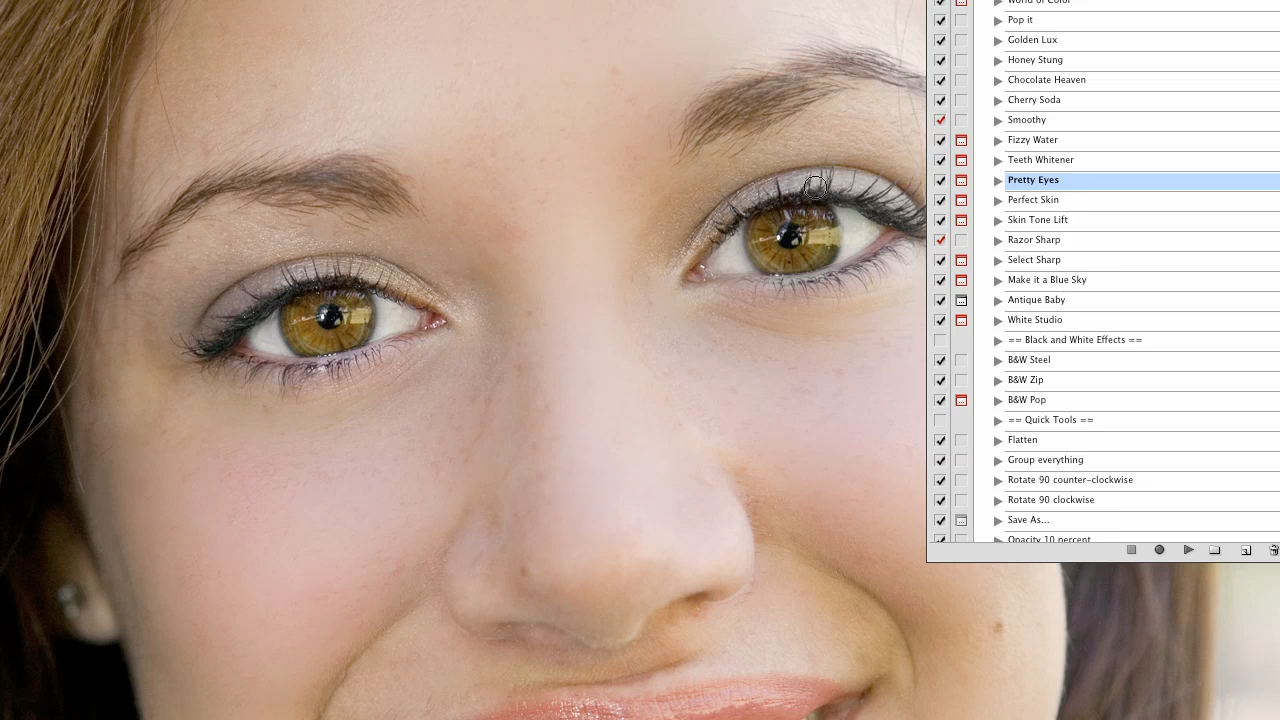 World of Color
Pop it
Golden Lux
Honey Stung
Chocolate Heaven
Cherry Soda
Smoothy
Fizzy Water
Teeth Whitener
Pretty Eyes
Perfect Skin
Skin Tone Lift
Razor Sharp
Select Sharp
Make it a Blue Sky
Antique Baby
White Studio
== Black and White Effects ==
B&W Steel
B&W Zip
B&W Pop
== Quick Tools ==
Flatten
Group everything
Rotate 90 counter-clockwise
Rotate 90 clockwise
Save As...
Opacity 10 percent